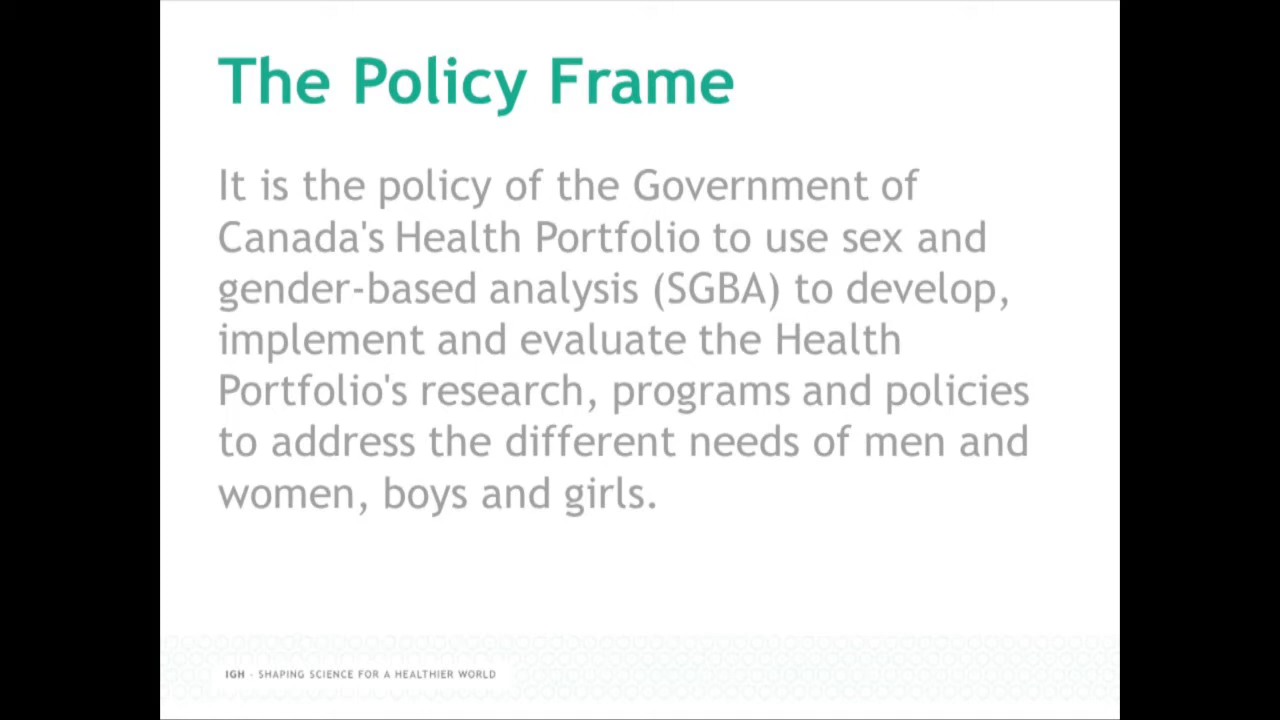 The Policy Frame
It is the policy of the Government of
Canada's Health Portfolio to use sex and
gender-based analysis (SGBA) to develop,
implement and evaluate the Health
Portfolio's research, programs and policies
to address the different needs of men and
women, boys and girls.
IGH - SHAPING SCIENCE FOR A HEALTHIER WORLD